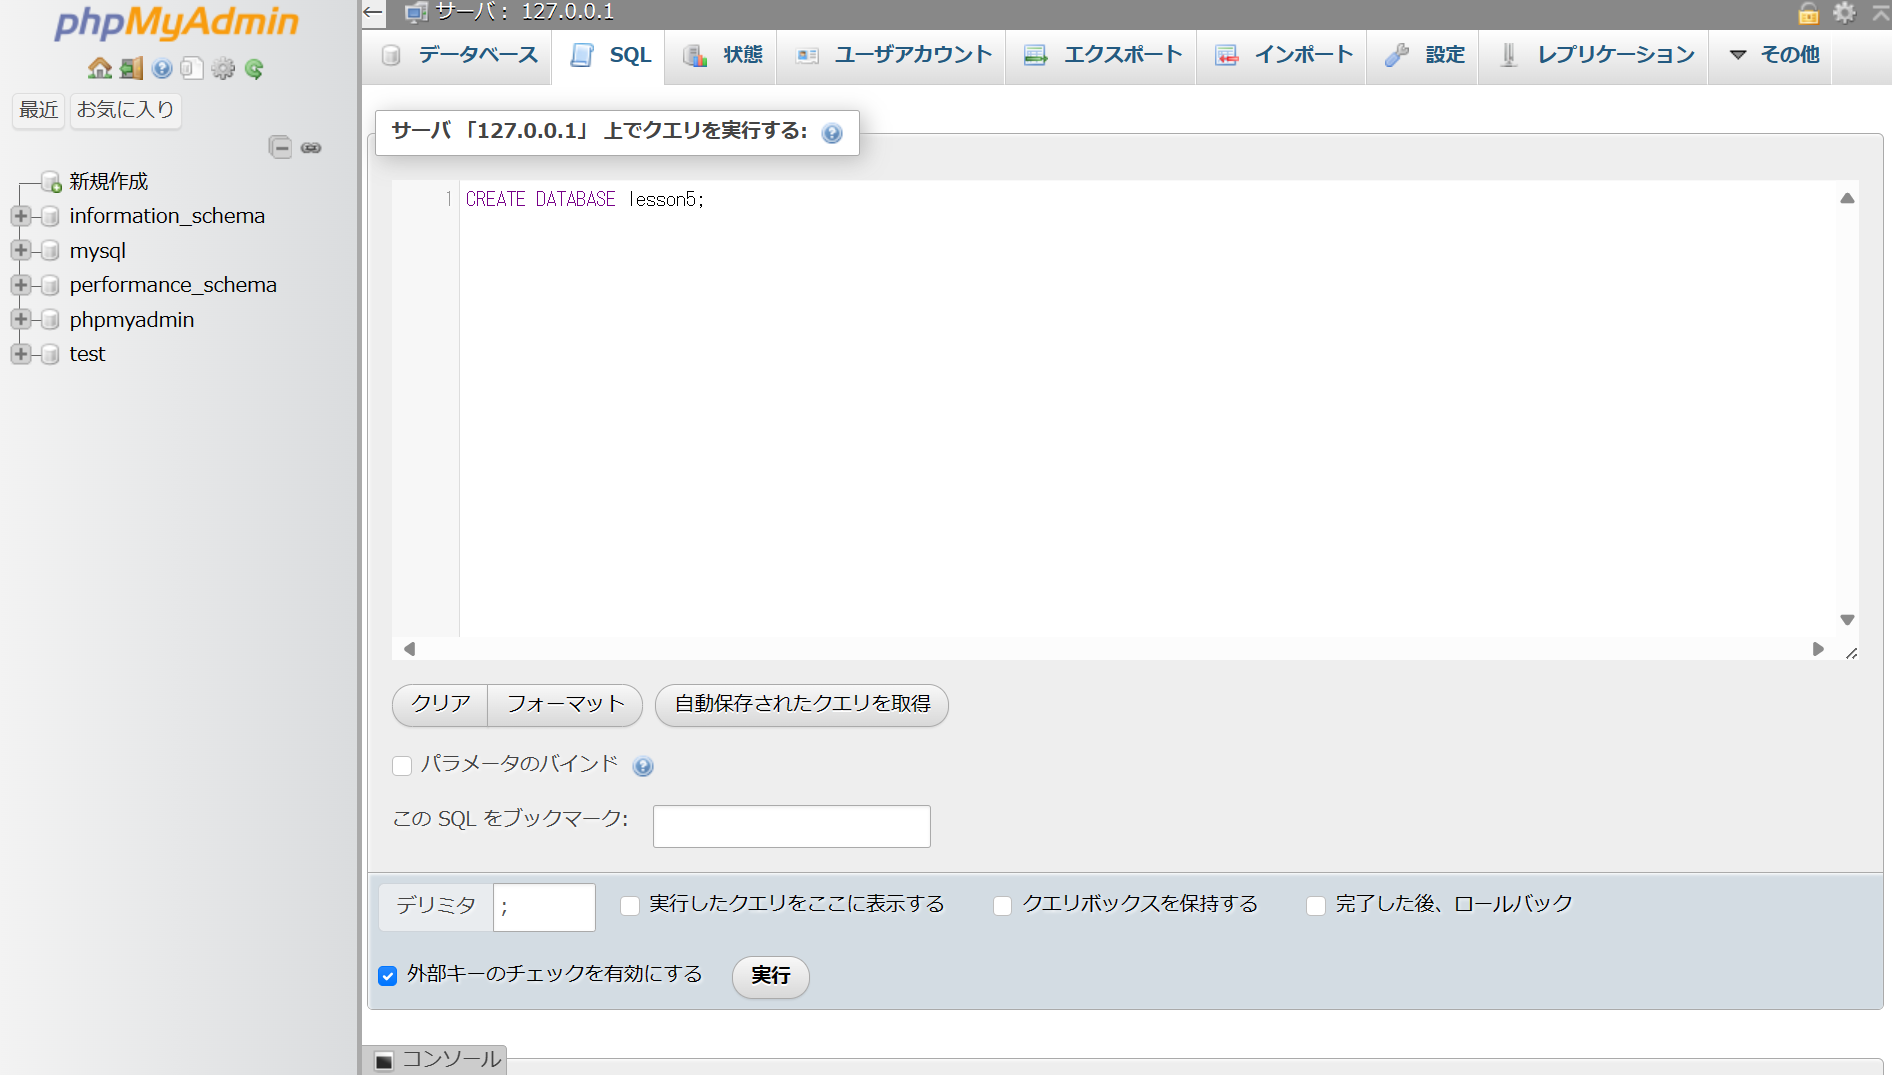 phpMyAdmin
最近
お気に入り
新規作成
information_schema
mysql
performance_schema
phpmyadmin
test
サーバ: 127.0.0.1
データベース
SQL
状態
ユーザアカウント
エクスポート
インポート
設定
レプリケーション
その他
サーバ 「127.0.0.1」 上でクエリを実行する:
1 CREATE DATABASE lesson5;
クリア
フォーマット
自動保存されたクエリを取得
パラメータのバインド
この SQL をブックマーク:
デリミタ ;
実行したクエリをここに表示する
クエリボックスを保持する
完了した後、ロールバック
外部キーのチェックを有効にする
実行
コンソール